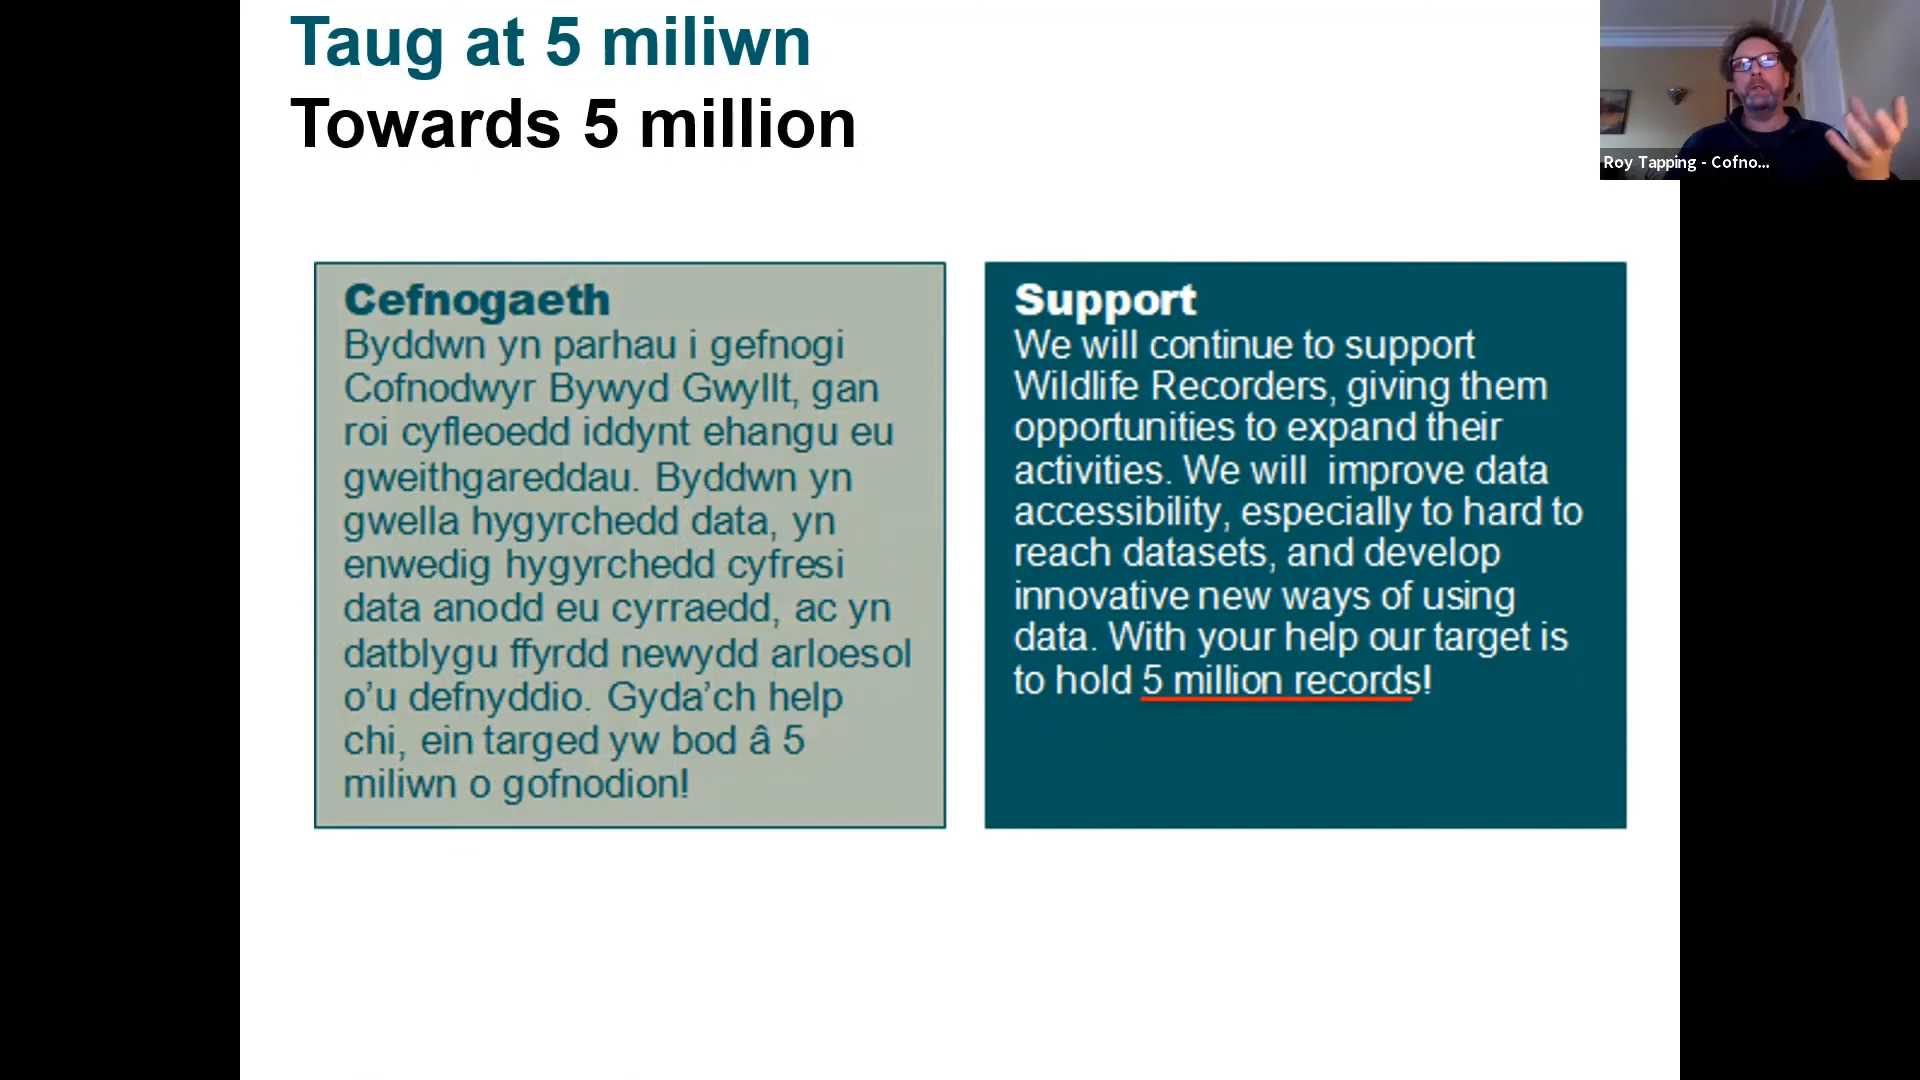 Taug at 5 miliwn
Towards 5 million
Roy Tapping - Cofno...
Cefnogaeth
Byddwn yn parhau i gefnogi
Cofnodwyr Bywyd Gwyllt, gan
roi cyfleoedd iddynt ehangu eu
gweithgareddau. Byddwn yn
gwella hygyrchedd data, yn
enwedig hygyrchedd cyfresi
data anodd eu cyrraedd, ac yn
datblygu ffyrdd newydd arloesol
o’u defnyddio. Gyda’ch help
chi, ein targed yw bod â 5
miliwn o gofnodion!
Support
We will continue to support
Wildlife Recorders, giving them
opportunities to expand their
activities. We will improve data
accessibility, especially to hard to
reach datasets, and develop
innovative new ways of using
data. With your help our target is
to hold 5 million records!